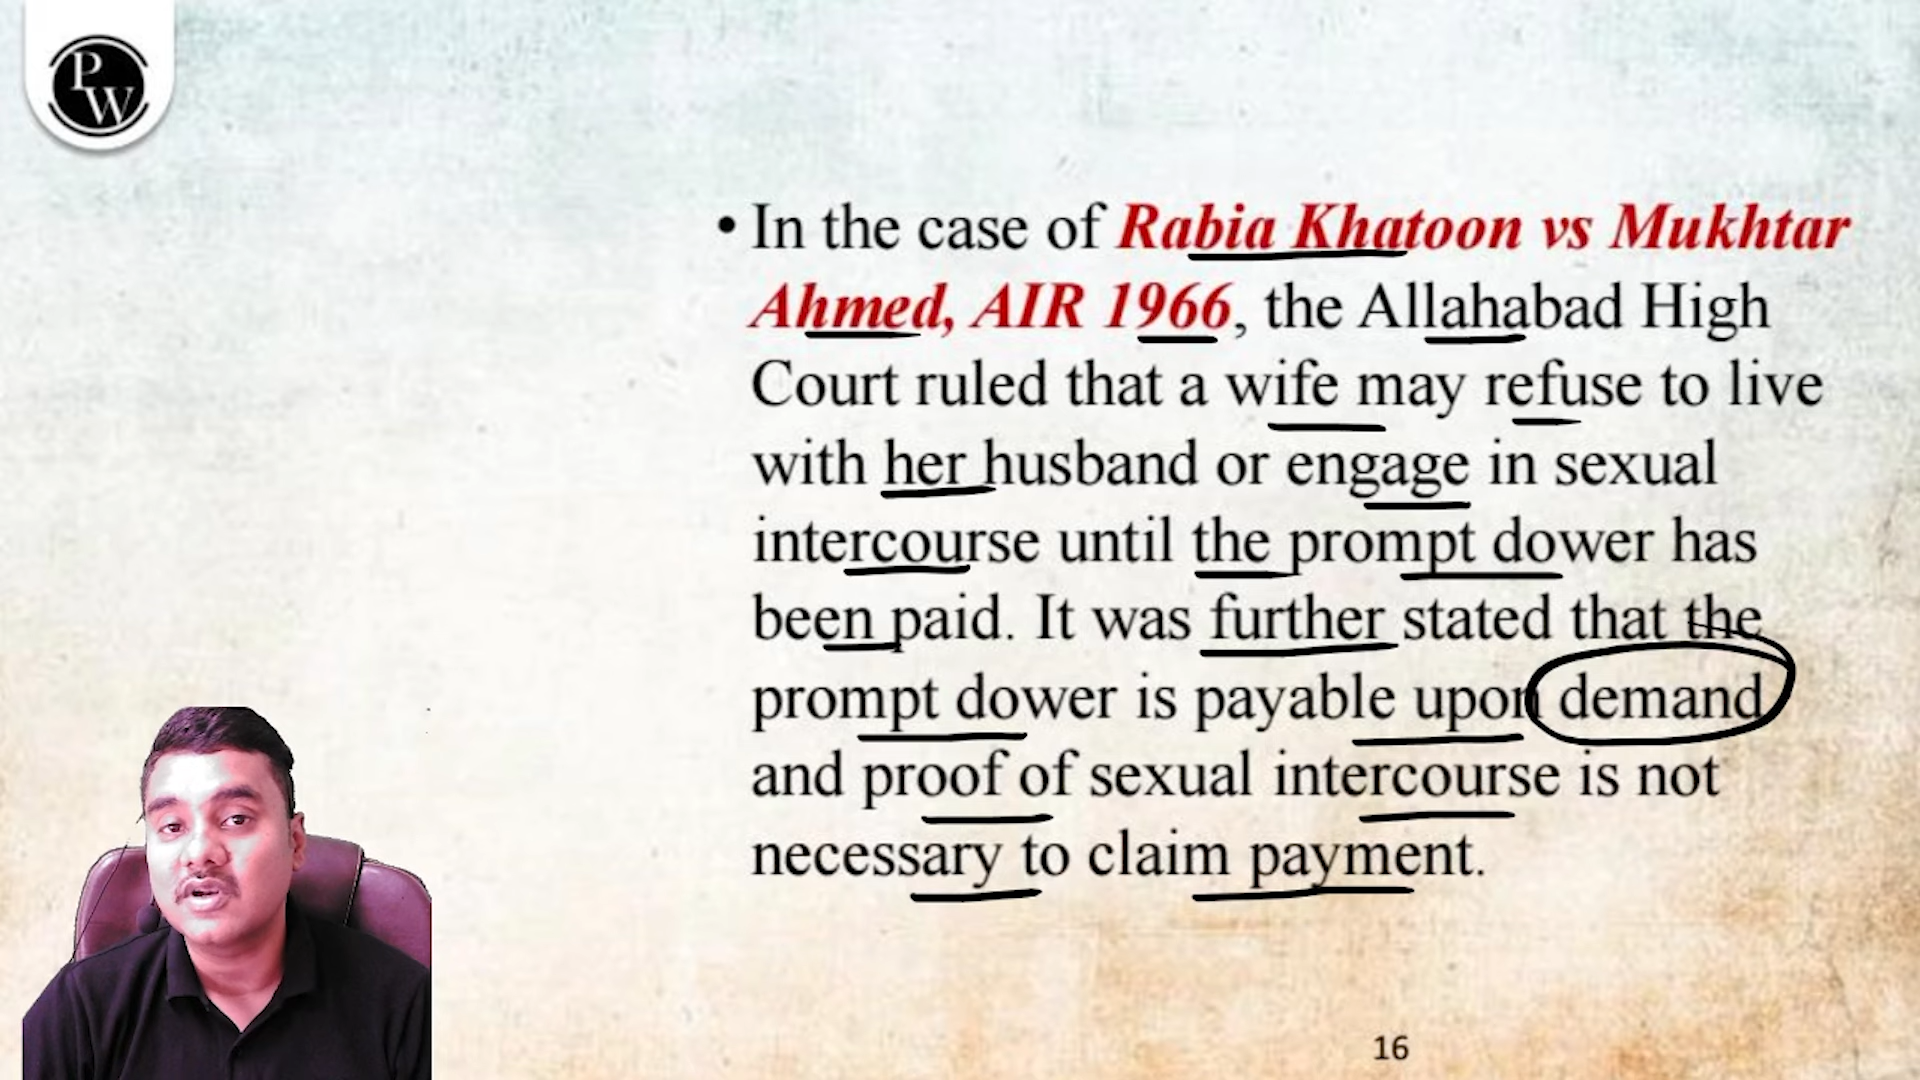 PW
• In the case of Rabia Khatoon vs Mukhtar
Ahmed, AIR 1966, the Allahabad High
Court ruled that a wife may refuse to live
with her husband or engage in sexual
intercourse until the prompt dower has
been paid. It was further stated that the
prompt dower is payable upon demand
and proof of sexual intercourse is not
necessary to claim payment.
16